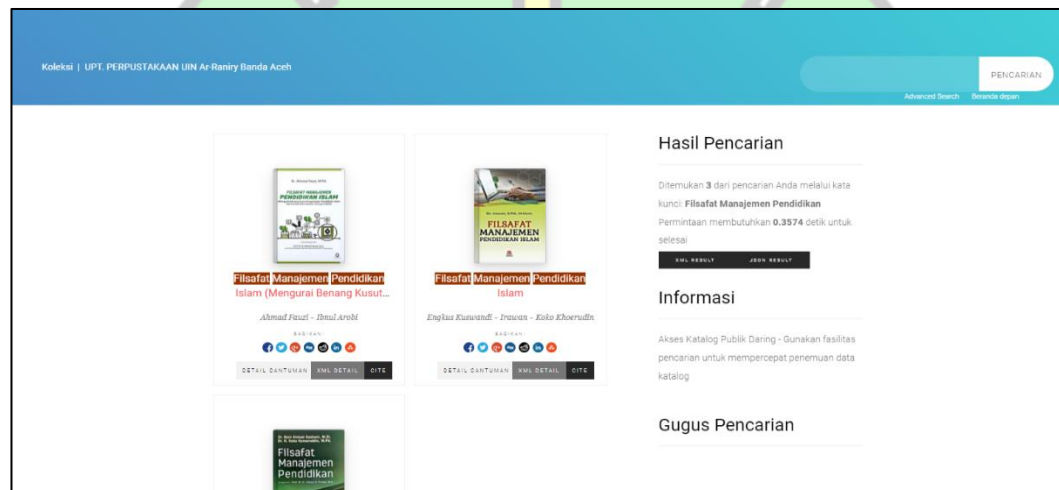 Koleksi | UPT. PERPUSTAKAAN UIN Ar-Raniry Banda Aceh
PENCARIAN
Advanced Search Beranda depan
FILSAFAT MANAJEMEN
PENDIDIKAN ISLAM
Filsafat Manajemen Pendidikan
Islam (Mengurai Benang Kusut...
Ahmad Fauzi - Ibnul Arobi
BAGIKAN:
DETAIL CANTUMAN XML DETAIL CITE
FILSAFAT
MANAJEMEN
PENDIDIKAN ISLAM
Filsafat Manajemen Pendidikan
Islam
Engkus Kuswandi - Irawan - Koko Khoerudin
BAGIKAN:
DETAIL CANTUMAN XML DETAIL CITE
Filsafat
Manajemen
Pendidikan
Hasil Pencarian
Ditemukan 3 dari pencarian Anda melalui kata
kunci: Filsafat Manajemen Pendidikan
Permintaan membutuhkan 0.3574 detik untuk
selesai
XML RESULT JSON RESULT
Informasi
Akses Katalog Publik Daring - Gunakan fasilitas
pencarian untuk mempercepat penemuan data
katalog
Gugus Pencarian